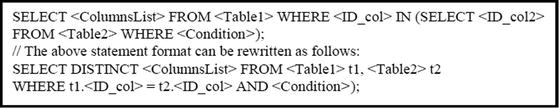 SELECT <ColumnsList> FROM <Table1> WHERE <ID_col> IN (SELECT <ID_col2>
FROM <Table2> WHERE <Condition>);
// The above statement format can be rewritten as follows:
SELECT DISTINCT <ColumnsList> FROM <Table1> t1, <Table2> t2
WHERE t1.<ID_col> = t2.<ID_col> AND <Condition>);